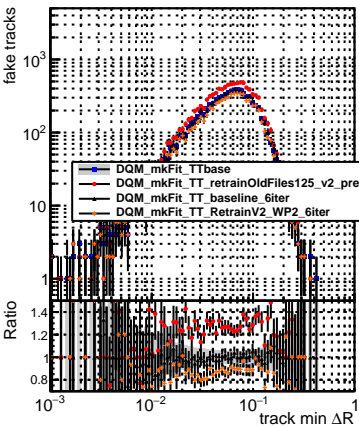 fake tracks
10³
10²
DQM_mkFit_TTbase
DQM_mkFit_TT_retrainOldFiles125_v2_pre
DQM_mkFit_TT_baseline_6iter
DQM_mkFit_TT_RetrainV2_WP2_6iter
10
1
Ratio
1.4
1.2
1.0
0.8
10⁻³ 10⁻² 10⁻¹ 1
track min ΔR